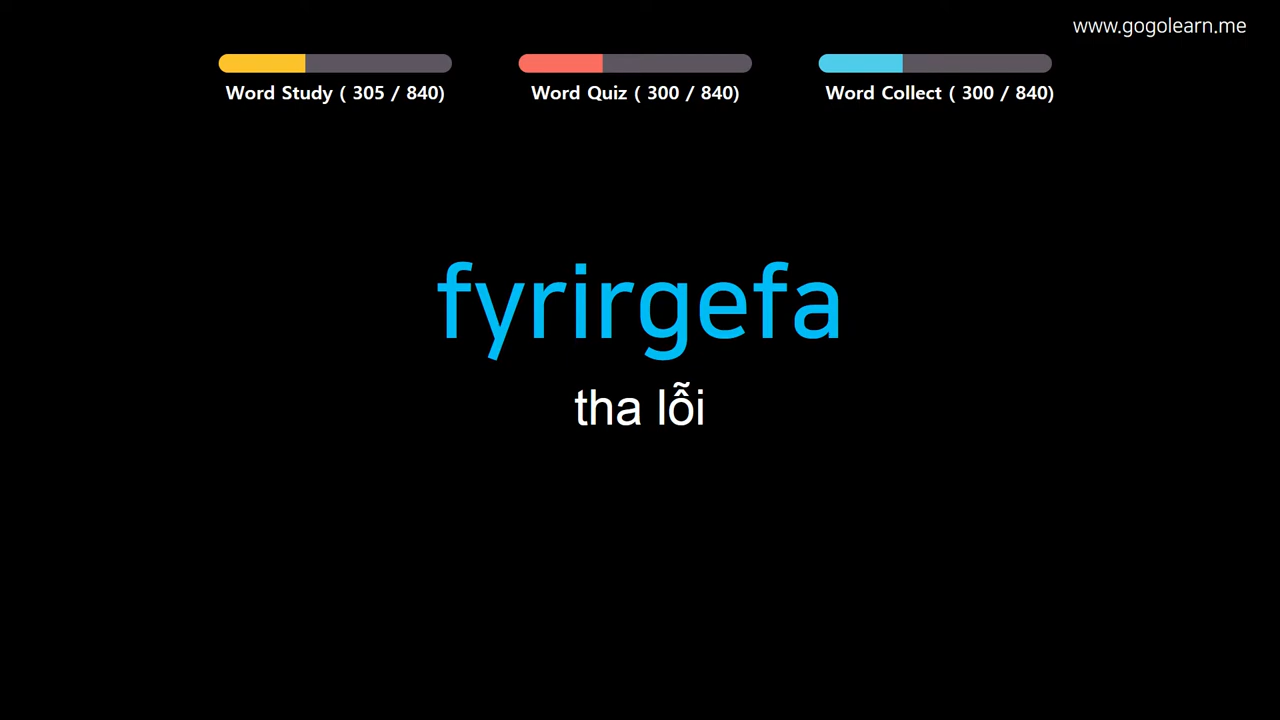 www.gogolearn.me
Word Study ( 305 / 840)
Word Quiz ( 300 / 840)
Word Collect ( 300 / 840)
fyrirgefa
tha lỗi